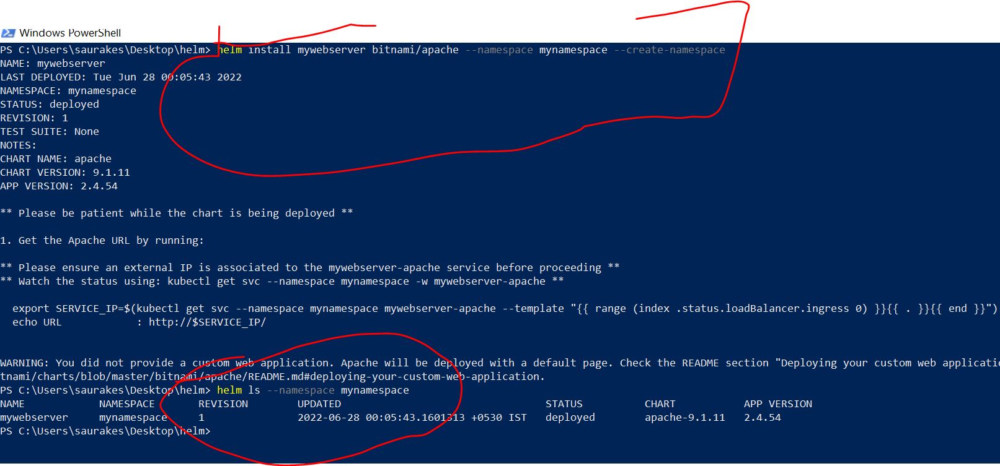 Windows PowerShell
PS C:\Users\saurakes\Desktop\helm> helm install mywebserver bitnami/apache --namespace mynamespace --create-namespace
NAME: mywebserver
LAST DEPLOYED: Tue Jun 28 00:05:43 2022
NAMESPACE: mynamespace
STATUS: deployed
REVISION: 1
TEST SUITE: None
NOTES:
CHART NAME: apache
CHART VERSION: 9.1.11
APP VERSION: 2.4.54
** Please be patient while the chart is being deployed **
1. Get the Apache URL by running:
** Please ensure an external IP is associated to the mywebserver-apache service before proceeding **
** Watch the status using: kubectl get svc --namespace mynamespace -w mywebserver-apache **
export SERVICE_IP=$(kubectl get svc --namespace mynamespace mywebserver-apache --template "{{ range (index .status.loadBalancer.ingress 0) }}{{ . }}{{ end }}")
echo URL            : http://$SERVICE_IP/
WARNING: You did not provide a custom web application. Apache will be deployed with a default page. Check the README section "Deploying your custom web applicatio
tnami/charts/blob/master/bitnami/apache/README.md#deploying-your-custom-web-application.
PS C:\Users\saurakes\Desktop\helm> helm ls --namespace mynamespace
NAME NAMESPACE REVISION UPDATED STATUS CHART APP VERSION
mywebserver mynamespace 1 2022-06-28 00:05:43.1601313 +0530 IST deployed apache-9.1.11 2.4.54
PS C:\Users\saurakes\Desktop\helm>